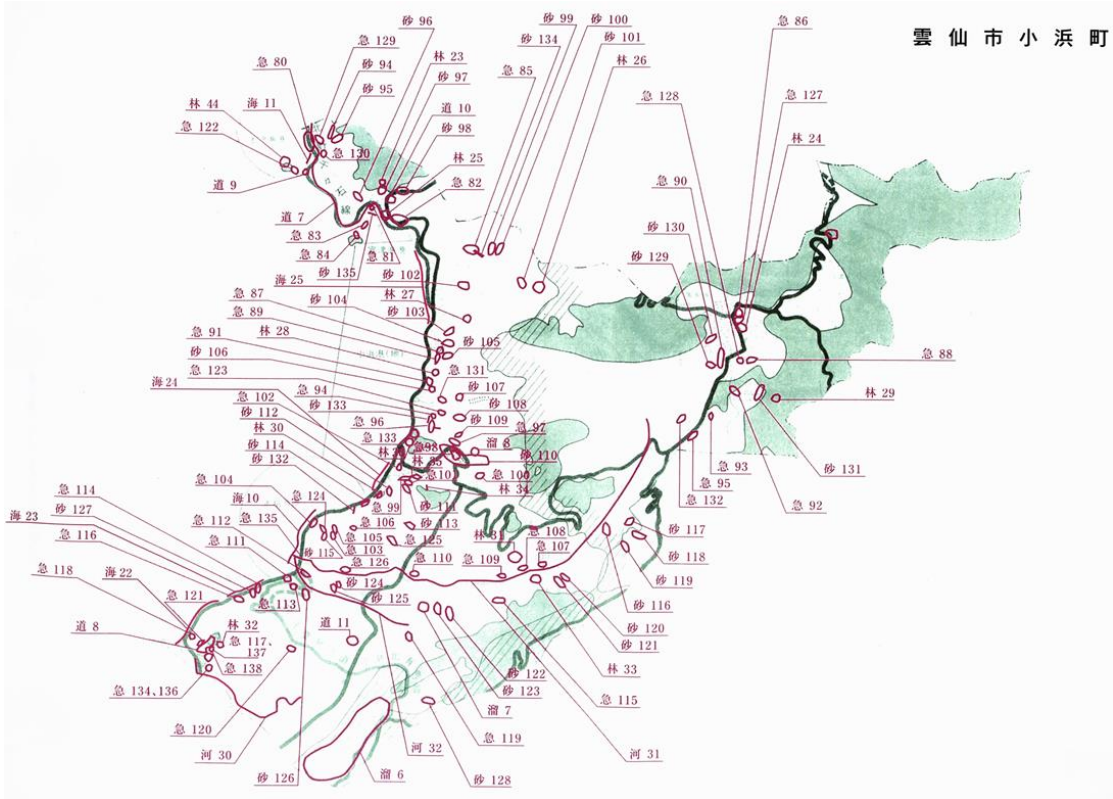 雲仙市小浜町
砂 96
砂 99
砂 100
急 86
急 129
砂 134
砂 101
林 23
砂 94
林 26
急 80
砂 97
急 85
砂 95
急 128
急 127
海 11
道 10
林 44
砂 98
林 24
急 122
急 130
林 25
道 9
石
急 82
急 90
道 7
線
砂 130
急 83
急 84
急 81
砂 129
砂 135
砂 102
海 25
急 87
林 27
砂 104
砂 103
急 89
急 91
林 28
砂 105
砂 106
急 88
急 123
急 131
海 24
急 94
砂 107
林 29
急 102
砂 133
砂 108
砂 112
急 96
砂 109
林 30
急 133
急 97
急 98
溜 8
砂 114
砂 110
急 93
砂 131
砂 132
急 100
急 95
林 34
急 132
急 92
急 104
急 99
砂 111
急 114
海 10
急 124
急 106
砂 113
急 108
砂 117
砂 127
急 135
急 105
急 125
海 23
急 112
急 103
急 107
急 116
砂 115
砂 118
急 111
急 126
急 110
急 109
砂 119
急 118
海 22
砂 124
砂 116
急 121
急 113
砂 125
砂 120
道 8
林 32
道 11
砂 121
急 117、
137
林 33
急 138
砂 122
急 134、136
砂 123
急 115
溜 7
急 120
急 119
河 30
河 32
河 31
砂 126
溜 6
砂 128